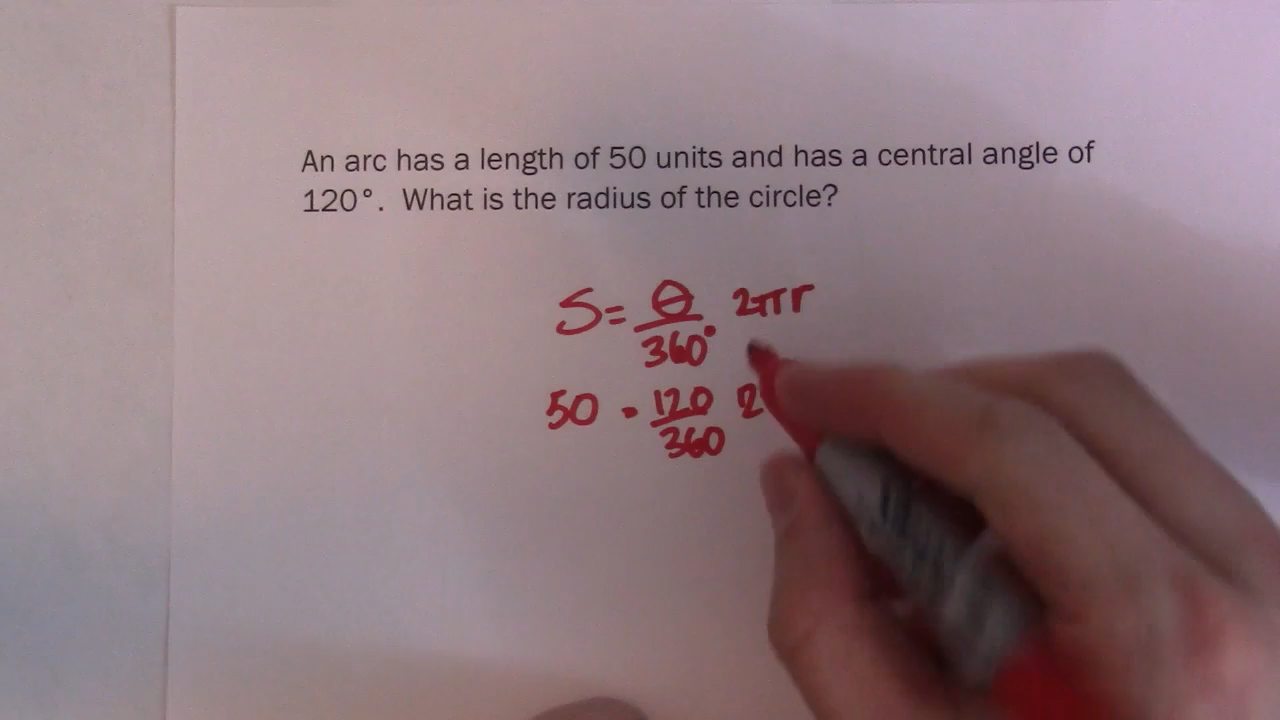 An arc has a length of 50 units and has a central angle of
120°. What is the radius of the circle?
S = θ/360° 2πr
50 = 120/360 2